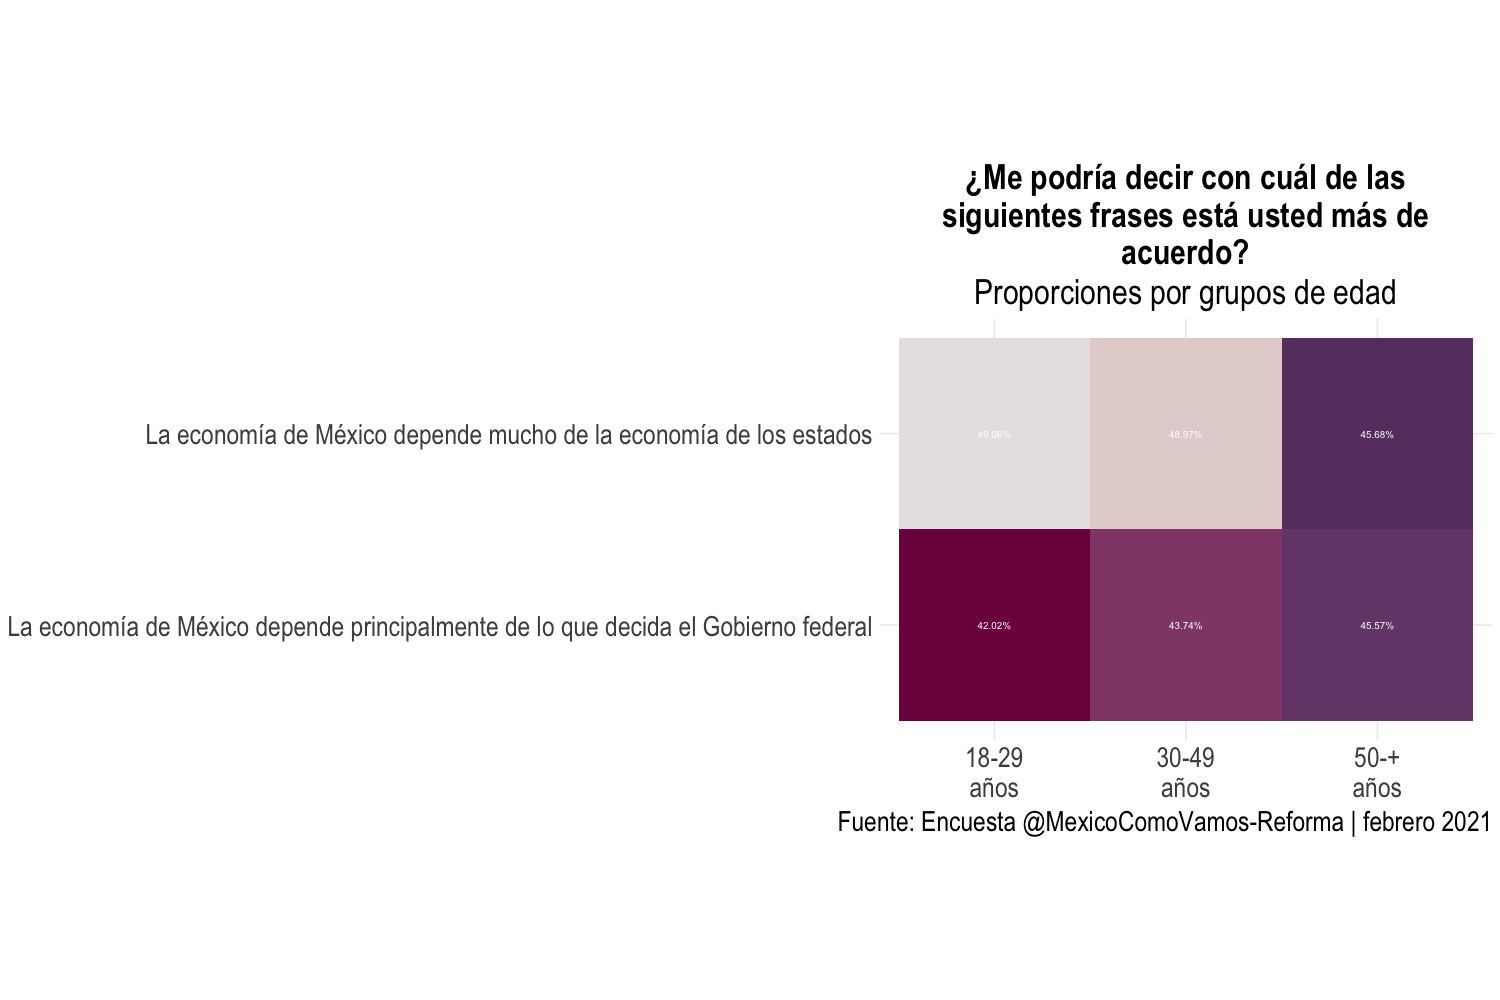 ¿Me podría decir con cuál de las
siguientes frases está usted más de
acuerdo?
Proporciones por grupos de edad
La economía de México depende mucho de la economía de los estados
49.06%
48.97%
45.68%
La economía de México depende principalmente de lo que decida el Gobierno federal
42.02%
43.74%
45.57%
18-29
años
30-49
años
50-+
años
Fuente: Encuesta @MexicoComoVamos-Reforma | febrero 2021